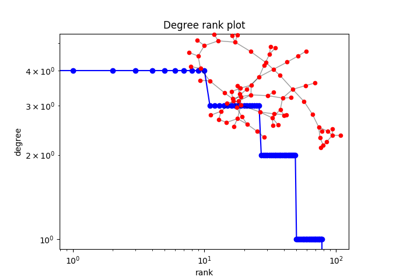 Degree rank plot
degree
4 × 10⁰
3 × 10⁰
2 × 10⁰
10⁰
10⁰ 10¹ 10²
rank